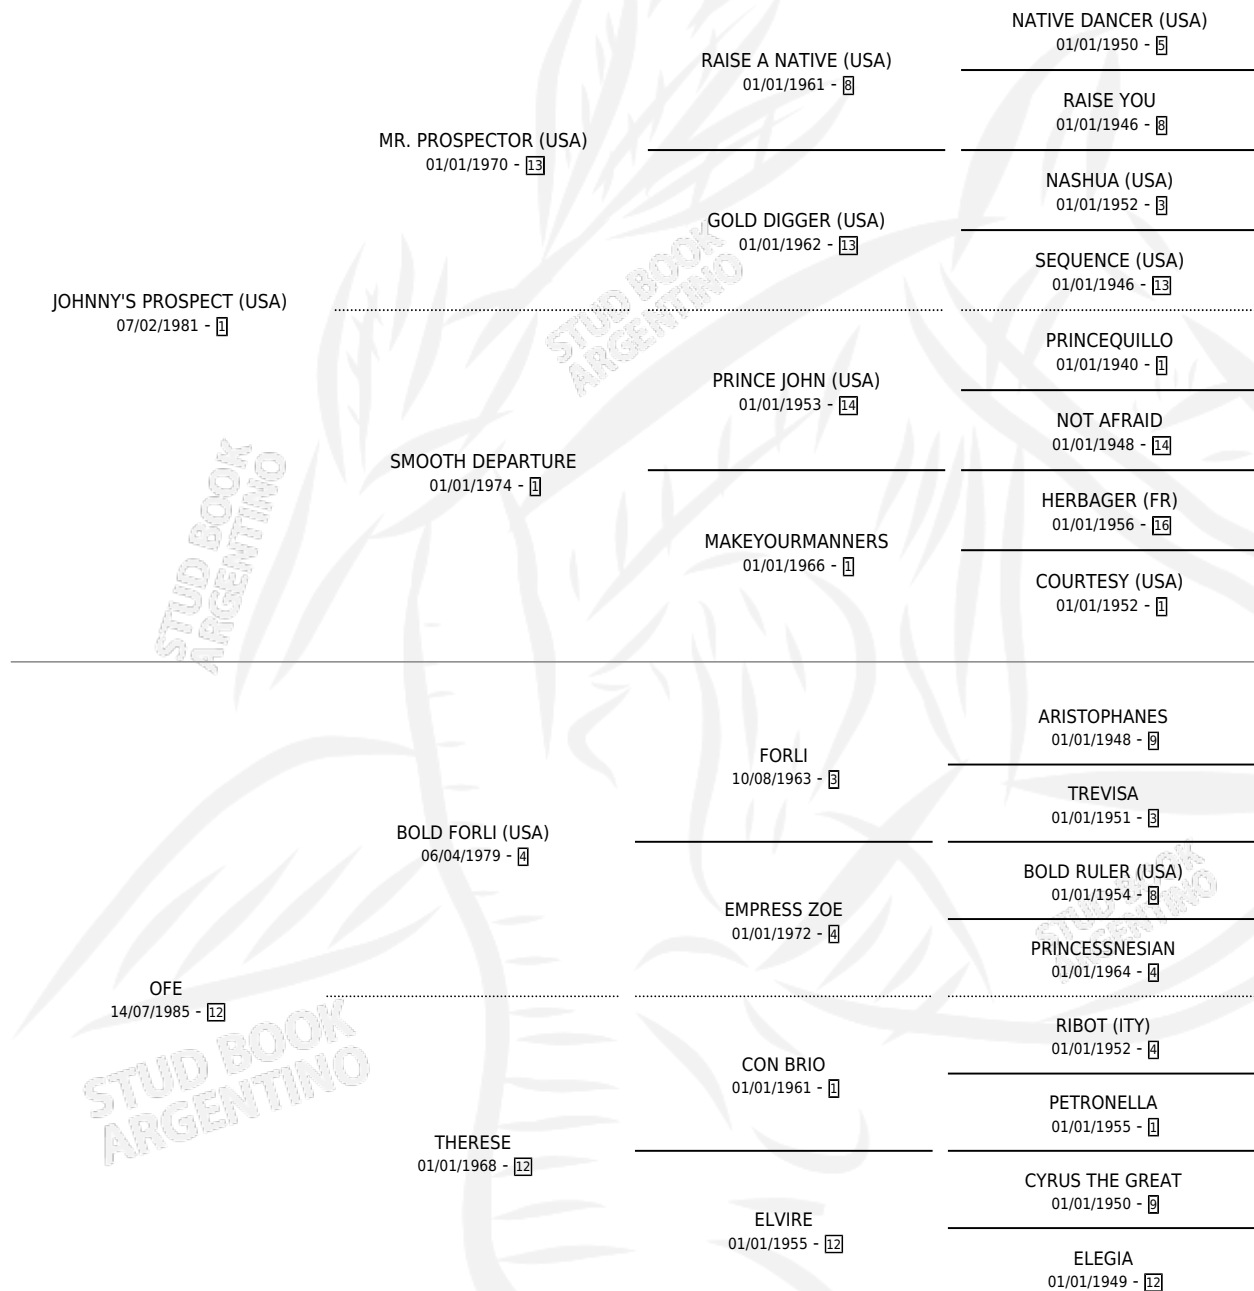 NATIVE DANCER (USA)
01/01/1950 - 5
RAISE A NATIVE (USA)
01/01/1961 - 8
RAISE YOU
01/01/1946 - 8
MR. PROSPECTOR (USA)
01/01/1970 - 13
NASHUA (USA)
01/01/1952 - 3
GOLD DIGGER (USA)
01/01/1962 - 13
SEQUENCE (USA)
01/01/1946 - 13
JOHNNY'S PROSPECT (USA)
07/02/1981 - 1
PRINCEQUILLO
01/01/1940 - 1
PRINCE JOHN (USA)
01/01/1953 - 14
NOT AFRAID
01/01/1948 - 14
SMOOTH DEPARTURE
01/01/1974 - 1
HERBAGER (FR)
01/01/1956 - 16
MAKEYOURMANNERS
01/01/1966 - 1
COURTESY (USA)
01/01/1952 - 1
ARISTOPHANES
01/01/1948 - 9
FORLI
10/08/1963 - 3
TREVISA
01/01/1951 - 3
BOLD FORLI (USA)
06/04/1979 - 4
BOLD RULER (USA)
01/01/1954 - 8
EMPRESS ZOE
01/01/1972 - 4
PRINCESSNESIAN
01/01/1964 - 4
OFE
14/07/1985 - 12
RIBOT (ITY)
01/01/1952 - 4
CON BRIO
01/01/1961 - 1
PETRONELLA
01/01/1955 - 1
THERESE
01/01/1968 - 12
CYRUS THE GREAT
01/01/1950 - 9
ELVIRE
01/01/1955 - 12
ELEGIA
01/01/1949 - 12
STUD BOOK
ARGENTINO
STUD BOOK
ARGENTINO
STUD BOOK
ARGENTINO
STUD BOOK
ARGENTINO